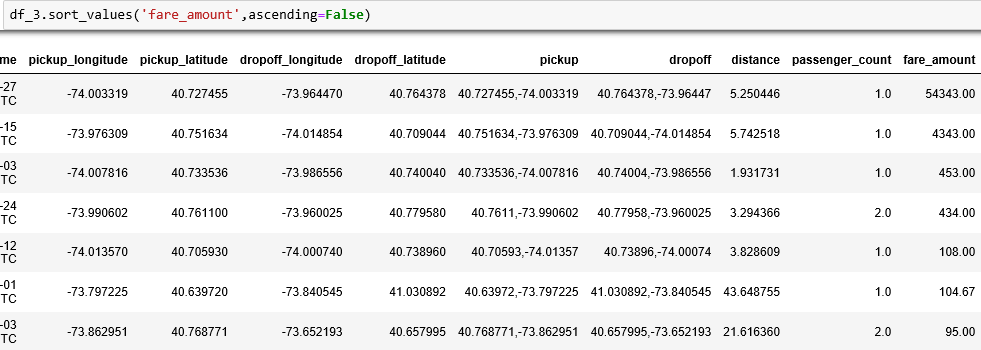 df_3.sort_values('fare_amount',ascending=False)
me pickup_longitude pickup_latitude dropoff_longitude dropoff_latitude pickup dropoff distance passenger_count fare_amount
-27
TC -74.003319 40.727455 -73.964470 40.764378 40.727455,-74.003319 40.764378,-73.96447 5.250446 1.0 54343.00
-15
TC -73.976309 40.751634 -74.014854 40.709044 40.751634,-73.976309 40.709044,-74.014854 5.742518 1.0 4343.00
-03
TC -74.007816 40.733536 -73.986556 40.740040 40.733536,-74.007816 40.74004,-73.986556 1.931731 1.0 453.00
-24
TC -73.990602 40.761100 -73.960025 40.779580 40.7611,-73.990602 40.77958,-73.960025 3.294366 2.0 434.00
-12
TC -74.013570 40.705930 -74.000740 40.738960 40.70593,-74.01357 40.73896,-74.00074 3.828609 1.0 108.00
-01
TC -73.797225 40.639720 -73.840545 41.030892 40.63972,-73.797225 41.030892,-73.840545 43.648755 1.0 104.67
-03
TC -73.862951 40.768771 -73.652193 40.657995 40.768771,-73.862951 40.657995,-73.652193 21.616360 2.0 95.00